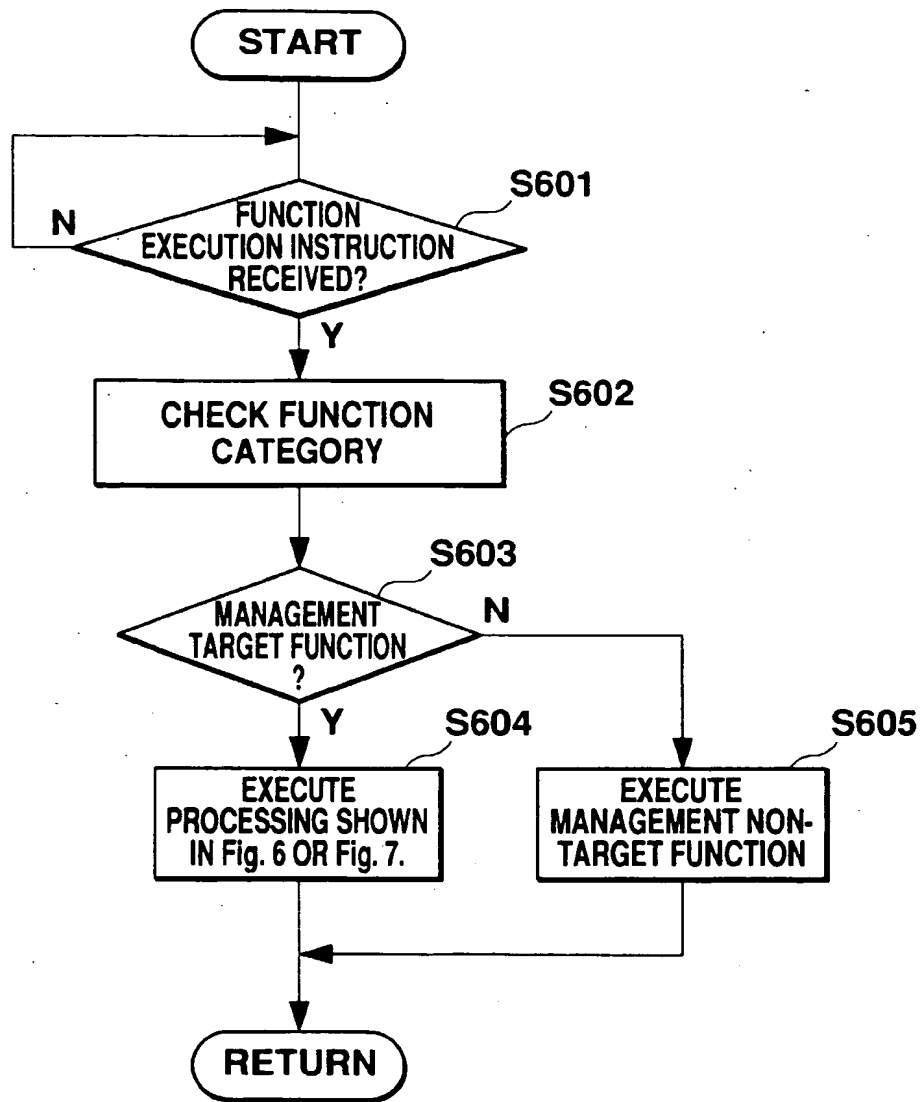 START
S601
N
FUNCTION
EXECUTION INSTRUCTION
RECEIVED?
Y
S602
CHECK FUNCTION
CATEGORY
S603
N
MANAGEMENT
TARGET FUNCTION
?
Y
S604
S605
EXECUTE
PROCESSING SHOWN
IN Fig. 6 OR Fig. 7.
EXECUTE
MANAGEMENT NON-
TARGET FUNCTION
RETURN